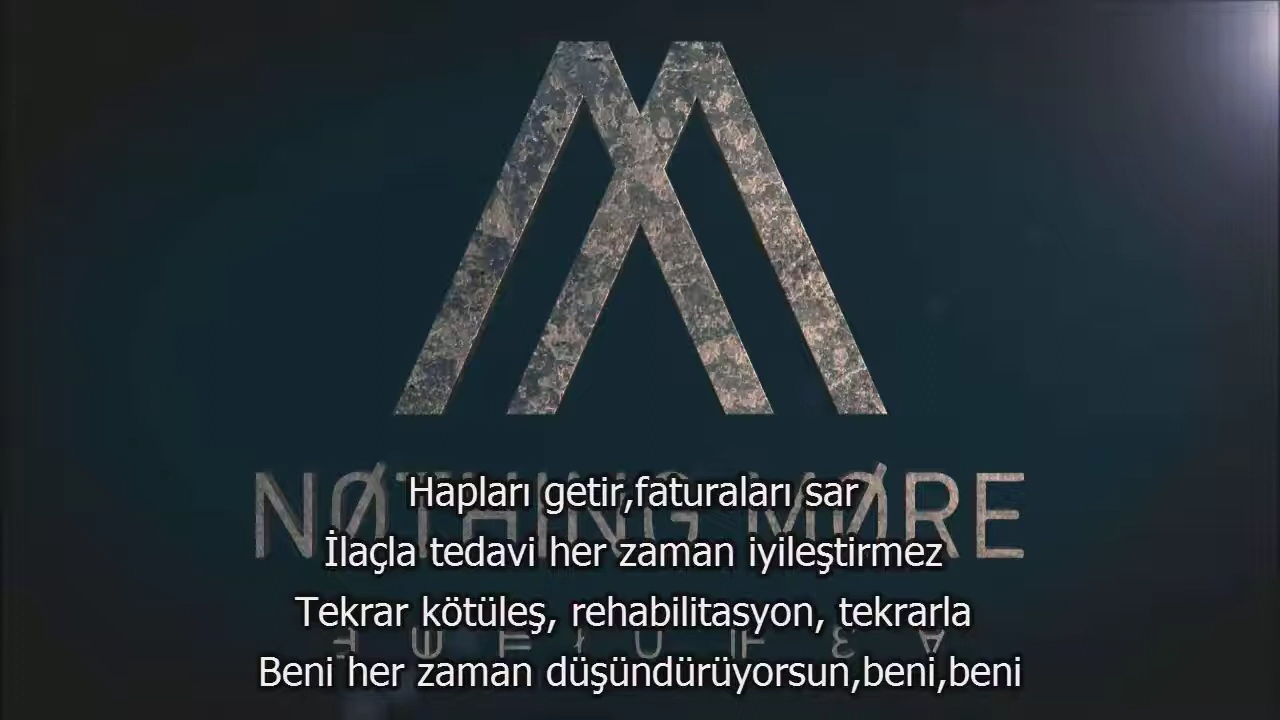 NØTHING MØRE
Hapları getir,faturaları sar
İlaçla tedavi her zaman iyileştirmez
Tekrar kötüleş, rehabilitasyon, tekrarla
Beni her zaman düşündürüyorsun,beni,beni